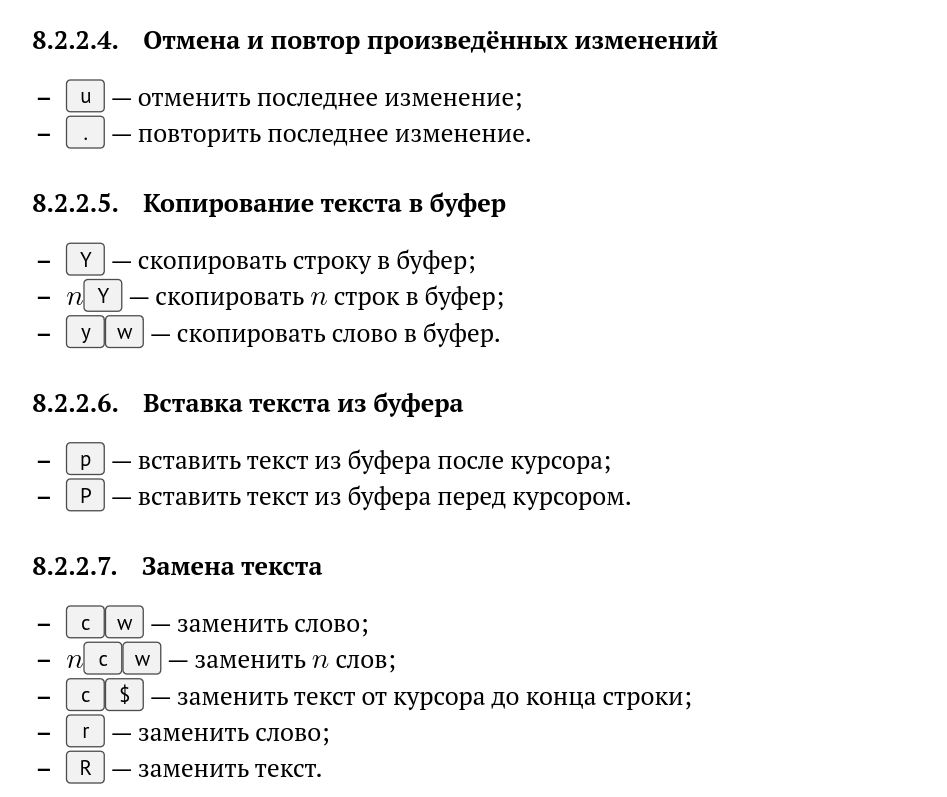 8.2.2.4. Отмена и повтор произведённых изменений
– u — отменить последнее изменение;
– . — повторить последнее изменение.
8.2.2.5. Копирование текста в буфер
– Y — скопировать строку в буфер;
– n Y — скопировать n строк в буфер;
– y w — скопировать слово в буфер.
8.2.2.6. Вставка текста из буфера
– p — вставить текст из буфера после курсора;
– P — вставить текст из буфера перед курсором.
8.2.2.7. Замена текста
– c w — заменить слово;
– n c w — заменить n слов;
– c $ — заменить текст от курсора до конца строки;
– r — заменить слово;
– R — заменить текст.